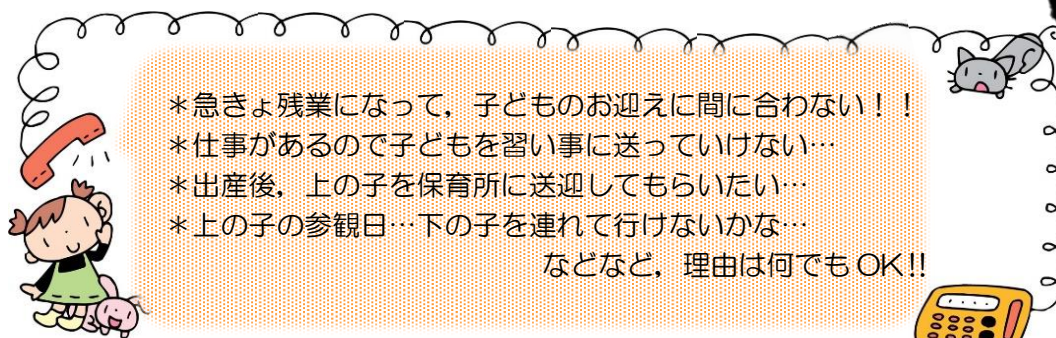 ＊急きょ残業になって，子どものお迎えに間に合わない！！
＊仕事があるので子どもを習い事に送っていけない…
＊出産後，上の子を保育所に送迎してもらいたい…
＊上の子の参観日…下の子を連れて行けないかな…
などなど，理由は何でもOK!!